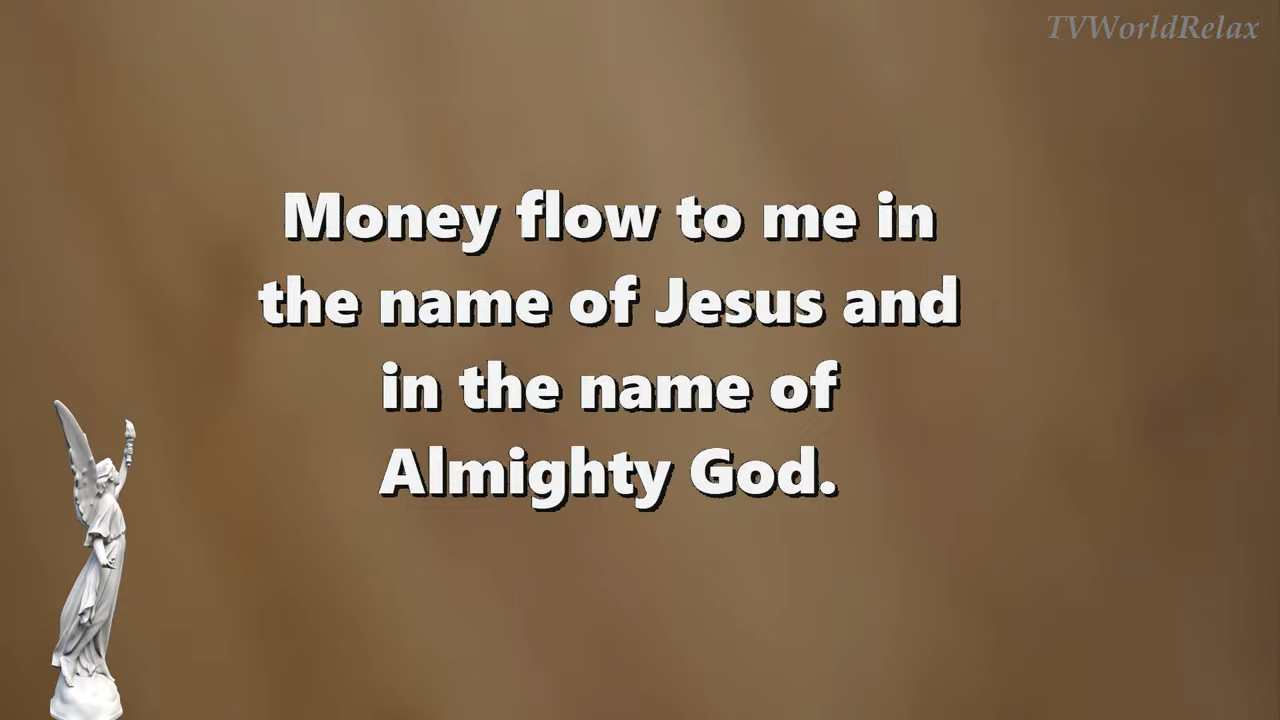 TVWorldRelax
Money flow to me in
the name of Jesus and
in the name of
Almighty God.